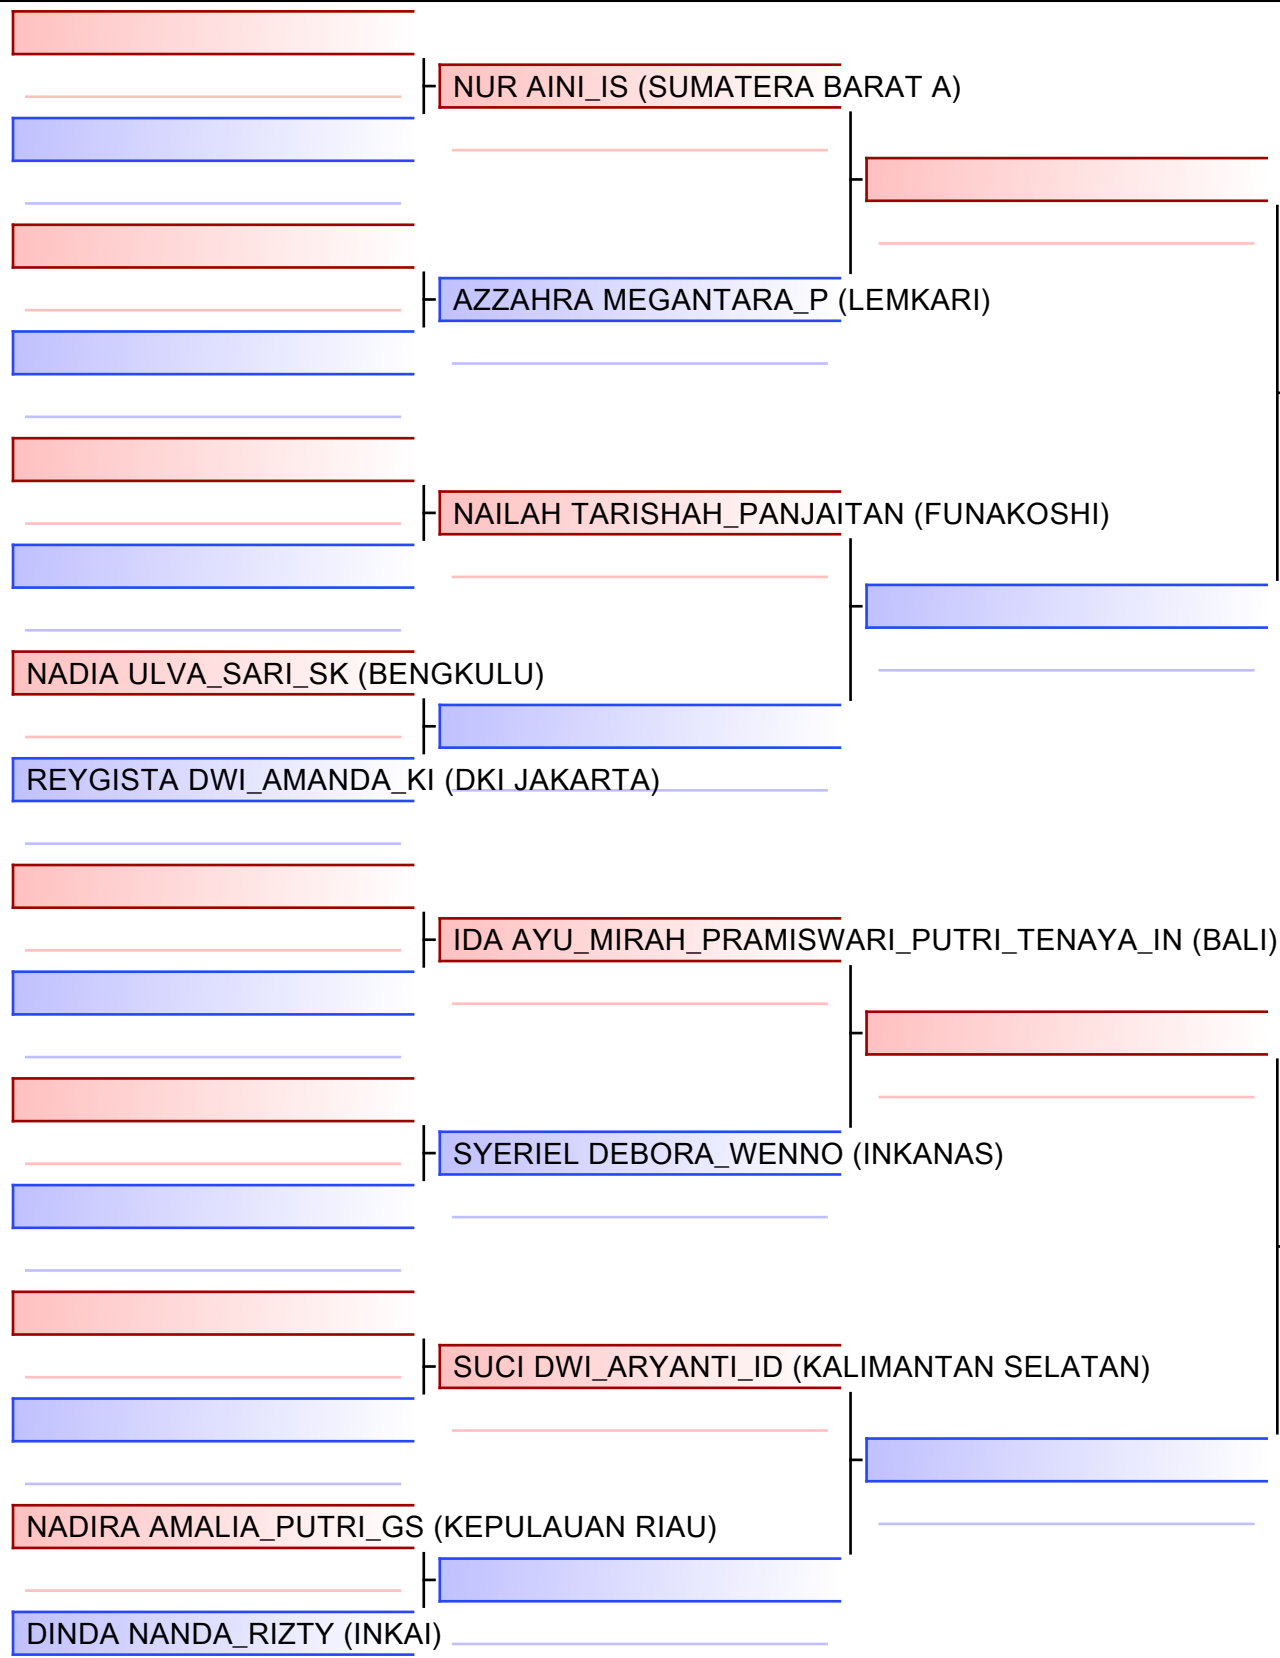 NUR AINI_IS (SUMATERA BARAT A)
AZZAHRA MEGANTARA_P (LEMKARI)
NAILAH TARISHAH_PANJAITAN (FUNAKOSHI)
NADIA ULVA_SARI_SK (BENGKULU)
REYGISTA DWI_AMANDA_KI (DKI JAKARTA)
IDA AYU_MIRAH_PRAMISWARI_PUTRI_TENAYA_IN (BALI)
SYERIEL DEBORA_WENNO (INKANAS)
SUCI DWI_ARYANTI_ID (KALIMANTAN SELATAN)
NADIRA AMALIA_PUTRI_GS (KEPULAUAN RIAU)
DINDA NANDA_RIZTY (INKAI)